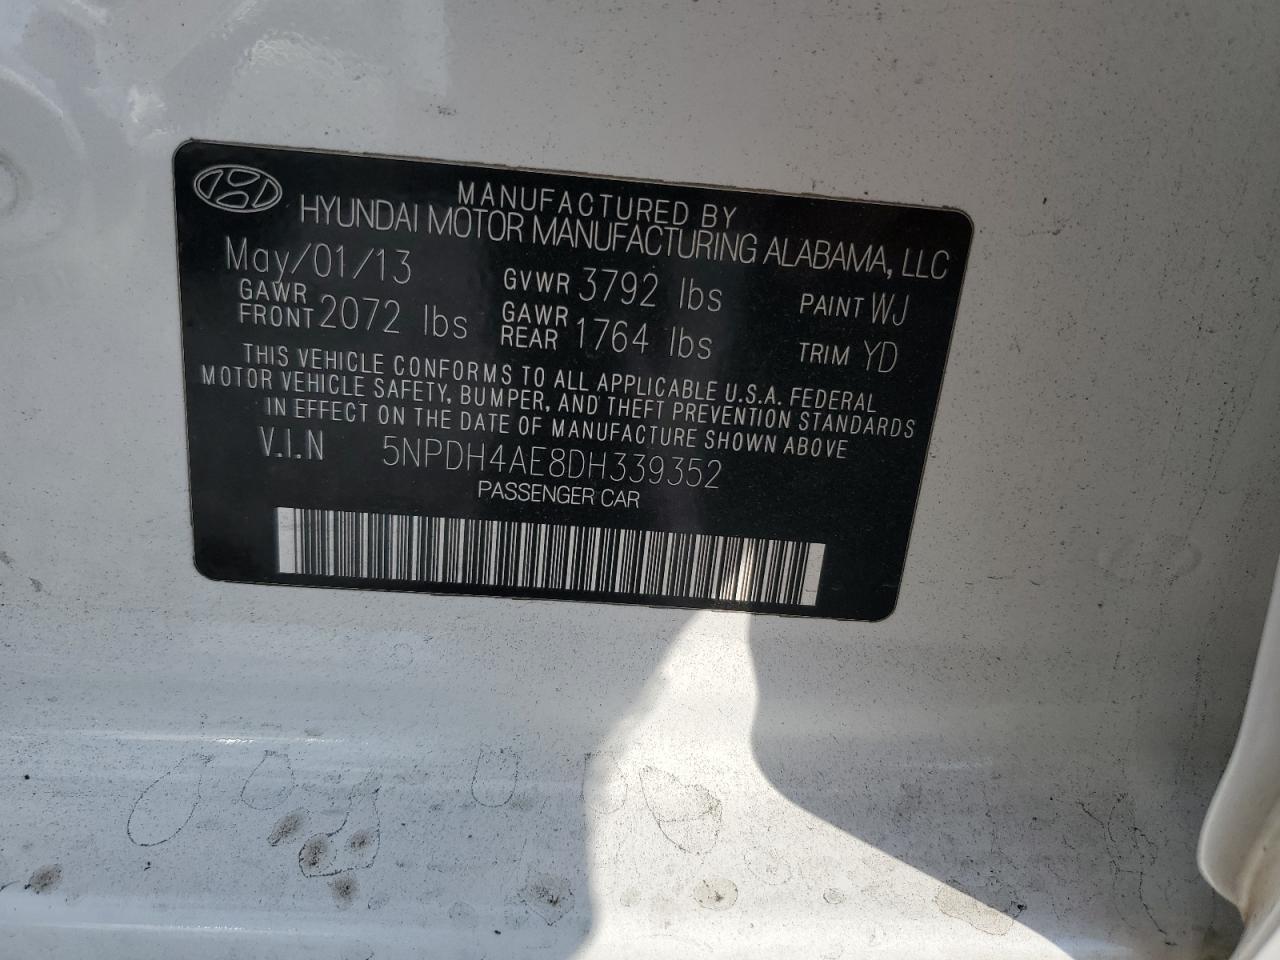 MANUFACTURED BY
HYUNDAI MOTOR MANUFACTURING ALABAMA, LLC
May/01/13 GVWR 3792 lbs PAINT WJ
GAWR FRONT 2072 lbs GAWR REAR 1764 lbs TRIM YD
THIS VEHICLE CONFORMS TO ALL APPLICABLE U.S.A. FEDERAL
MOTOR VEHICLE SAFETY, BUMPER, AND THEFT PREVENTION STANDARDS
IN EFFECT ON THE DATE OF MANUFACTURE SHOWN ABOVE
V.I.N 5NPDH4AE8DH339352
PASSENGER CAR